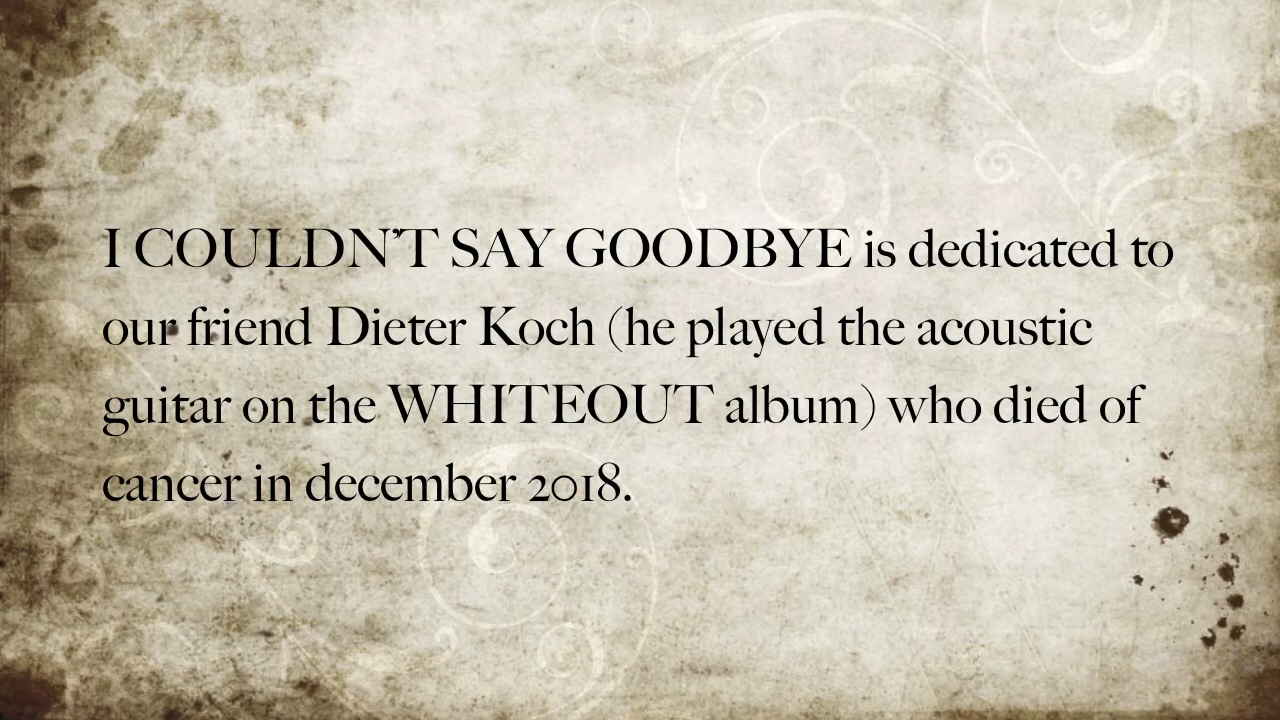 I COULDN'T SAY GOODBYE is dedicated to
our friend Dieter Koch (he played the acoustic
guitar on the WHITEOUT album) who died of
cancer in december 2018.